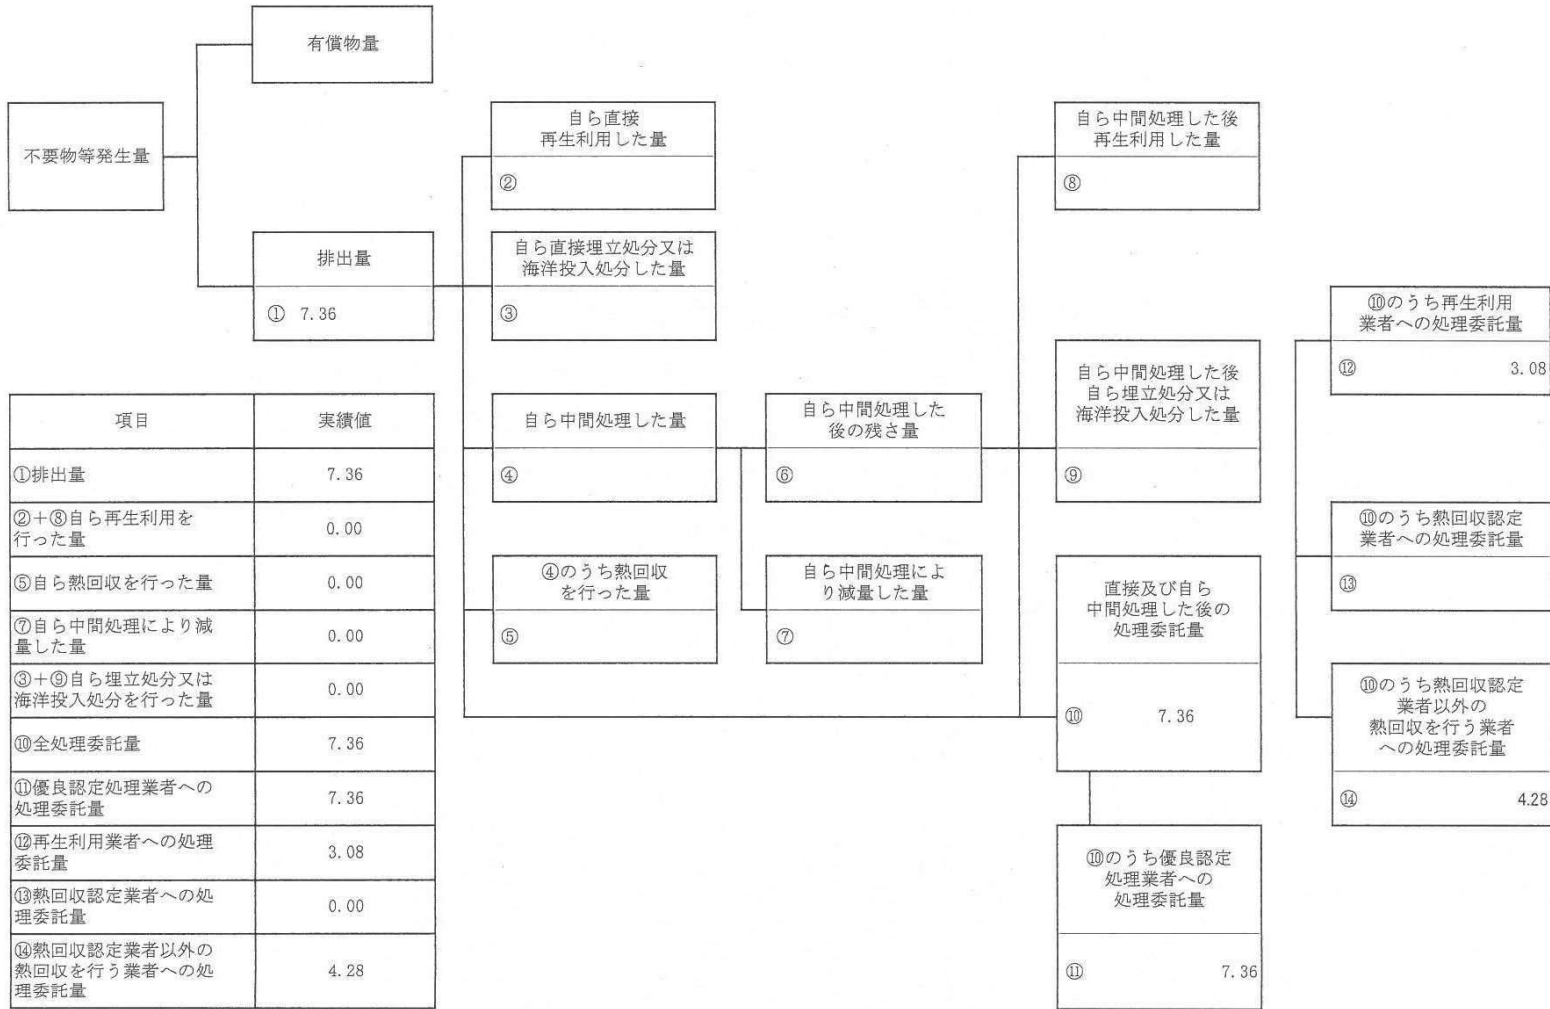 有償物量
不要物等発生量
排出量
① 7.36
自ら直接
再生利用した量
②
自ら直接埋立処分又は
海洋投入処分した量
③
自ら中間処理した量
④
④のうち熱回収
を行った量
⑤
自ら中間処理した
後の残さ量
⑥
自ら中間処理によ
り減量した量
⑦
自ら中間処理した後
再生利用した量
⑧
自ら中間処理した後
自ら埋立処分又は
海洋投入処分した量
⑨
直接及び自ら
中間処理した後の
処理委託量
⑩ 7.36
⑩のうち優良認定
処理業者への
処理委託量
⑪ 7.36
⑩のうち再生利用
業者への処理委託量
⑫ 3.08
⑩のうち熱回収認定
業者への処理委託量
⑬
⑩のうち熱回収認定
業者以外の
熱回収を行う業者
への処理委託量
⑭ 4.28
項目 実績値
①排出量 7.36
②+⑧自ら再生利用を
行った量 0.00
⑤自ら熱回収を行った量 0.00
⑦自ら中間処理により減
量した量 0.00
③+⑨自ら埋立処分又は
海洋投入処分を行った量 0.00
⑩全処理委託量 7.36
⑪優良認定処理業者への
処理委託量 7.36
⑫再生利用業者への処理
委託量 3.08
⑬熱回収認定業者への処
理委託量 0.00
⑭熱回収認定業者以外の
熱回収を行う業者への処
理委託量 4.28